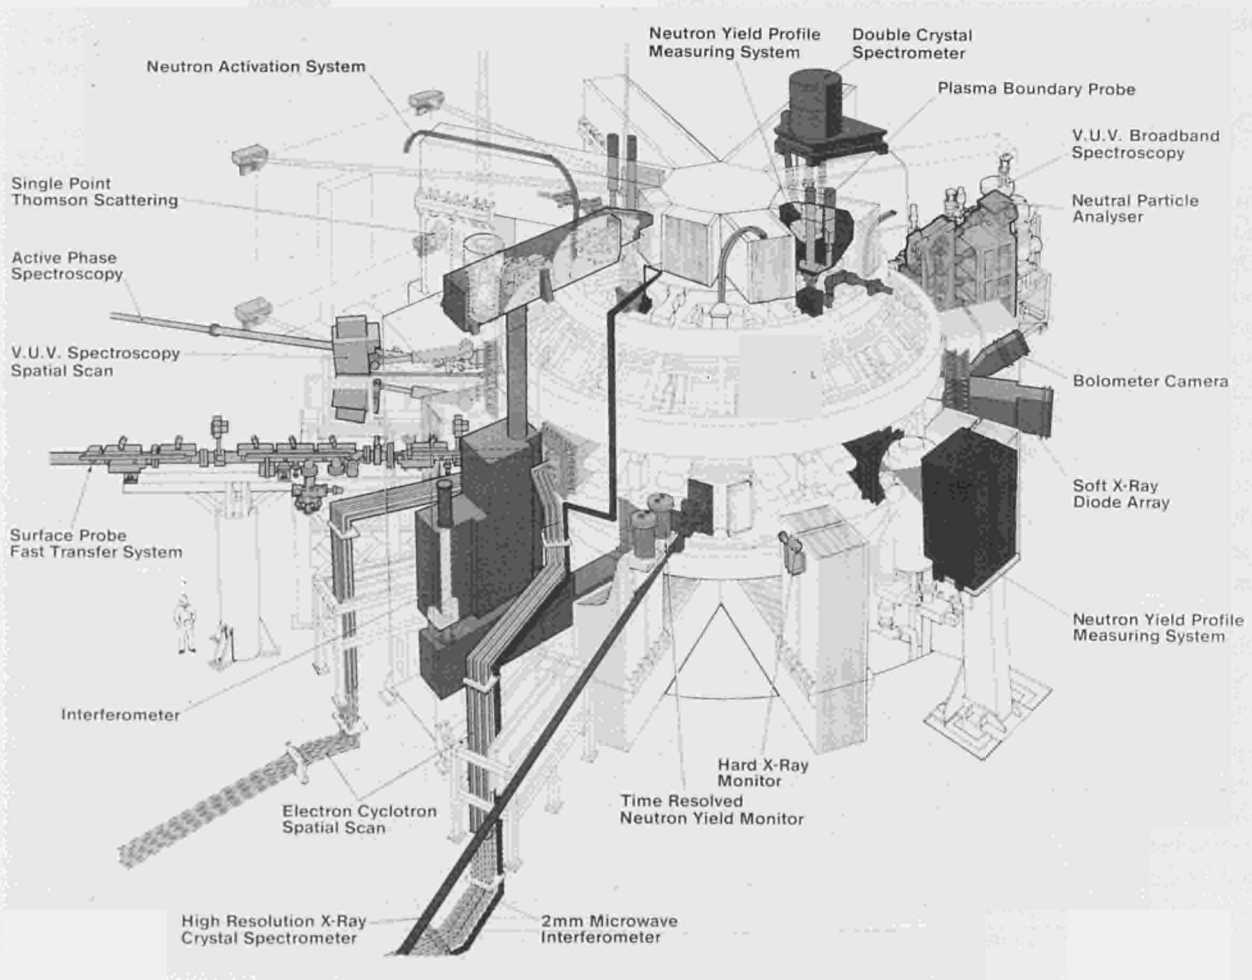 Neutron Yield Profile
Measuring System
Double Crystal
Spectrometer
Neutron Activation System
Plasma Boundary Probe
V.U.V. Broadband
Spectroscopy
Single Point
Thomson Scattering
Neutral Particle
Analyser
Active Phase
Spectroscopy
V.U.V. Spectroscopy
Spatial Scan
Bolometer Camera
Soft X-Ray
Diode Array
Surface Probe
Fast Transfer System
Neutron Yield Profile
Measuring System
Interferometer
Hard X-Ray
Monitor
Time Resolved
Neutron Yield Monitor
Electron Cyclotron
Spatial Scan
High Resolution X-Ray
Crystal Spectrometer
2mm Microwave
Interferometer